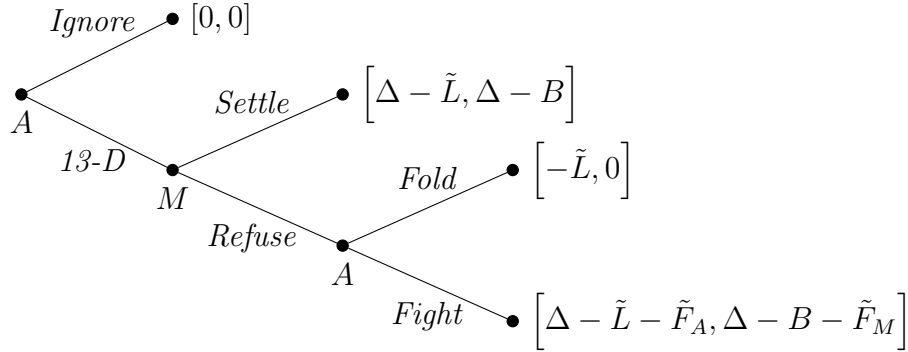 Ignore [0, 0]
A
Settle [Δ − L̃, Δ − B]
13-D
M
Fold [−L̃, 0]
Refuse
A
Fight [Δ − L̃ − F̃_A, Δ − B − F̃_M]